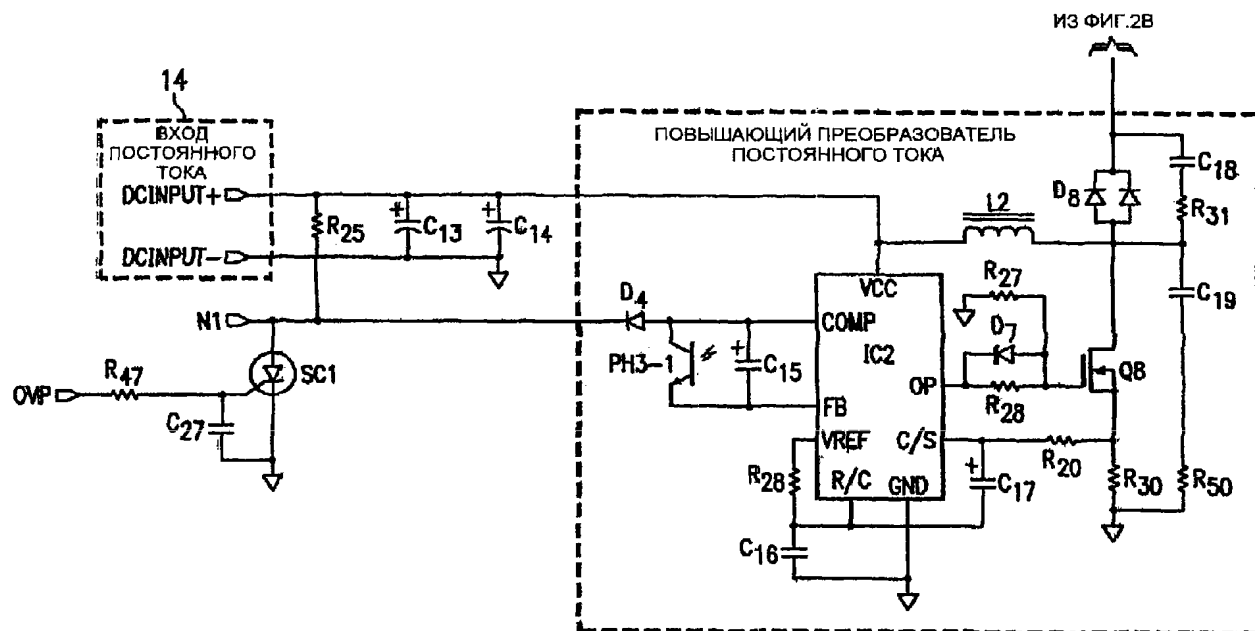 ИЗ ФИГ.2В
14
ВХОД
ПОСТОЯННОГО
ТОКА
DCINPUT+
DCINPUT-
R25
C13
C14
N1
SC1
OVP
R47
C27
ПОВЫШАЮЩИЙ ПРЕОБРАЗОВАТЕЛЬ
ПОСТОЯННОГО ТОКА
C18
D8
R31
L2
C19
D4
PH3-1
C15
VCC
COMP
IC2
OP
FB
VREF
C/S
R/C
GND
R27
D7
R28
Q8
R28
C16
C17
R20
R30
R50